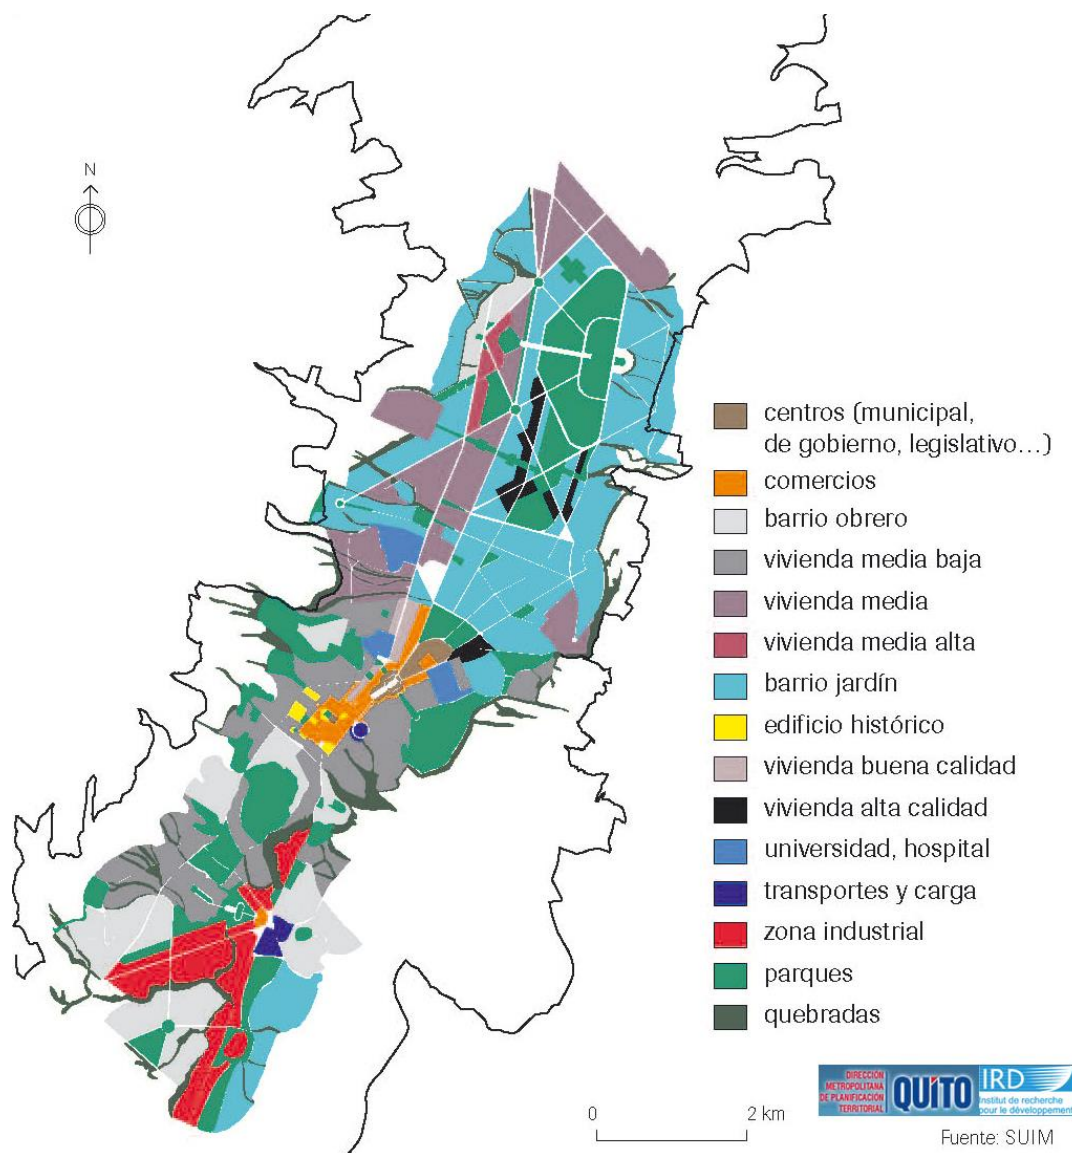 N
centros (municipal,
de gobierno, legislativo...)
comercios
barrio obrero
vivienda media baja
vivienda media
vivienda media alta
barrio jardín
edificio histórico
vivienda buena calidad
vivienda alta calidad
universidad, hospital
transportes y carga
zona industrial
parques
quebradas
DIRECCIÓN
METROPOLITANA
DE PLANIFICACIÓN
TERRITORIAL
QUITO
IRD
Institut de recherche
pour le développement
0 2 km
Fuente: SUIM